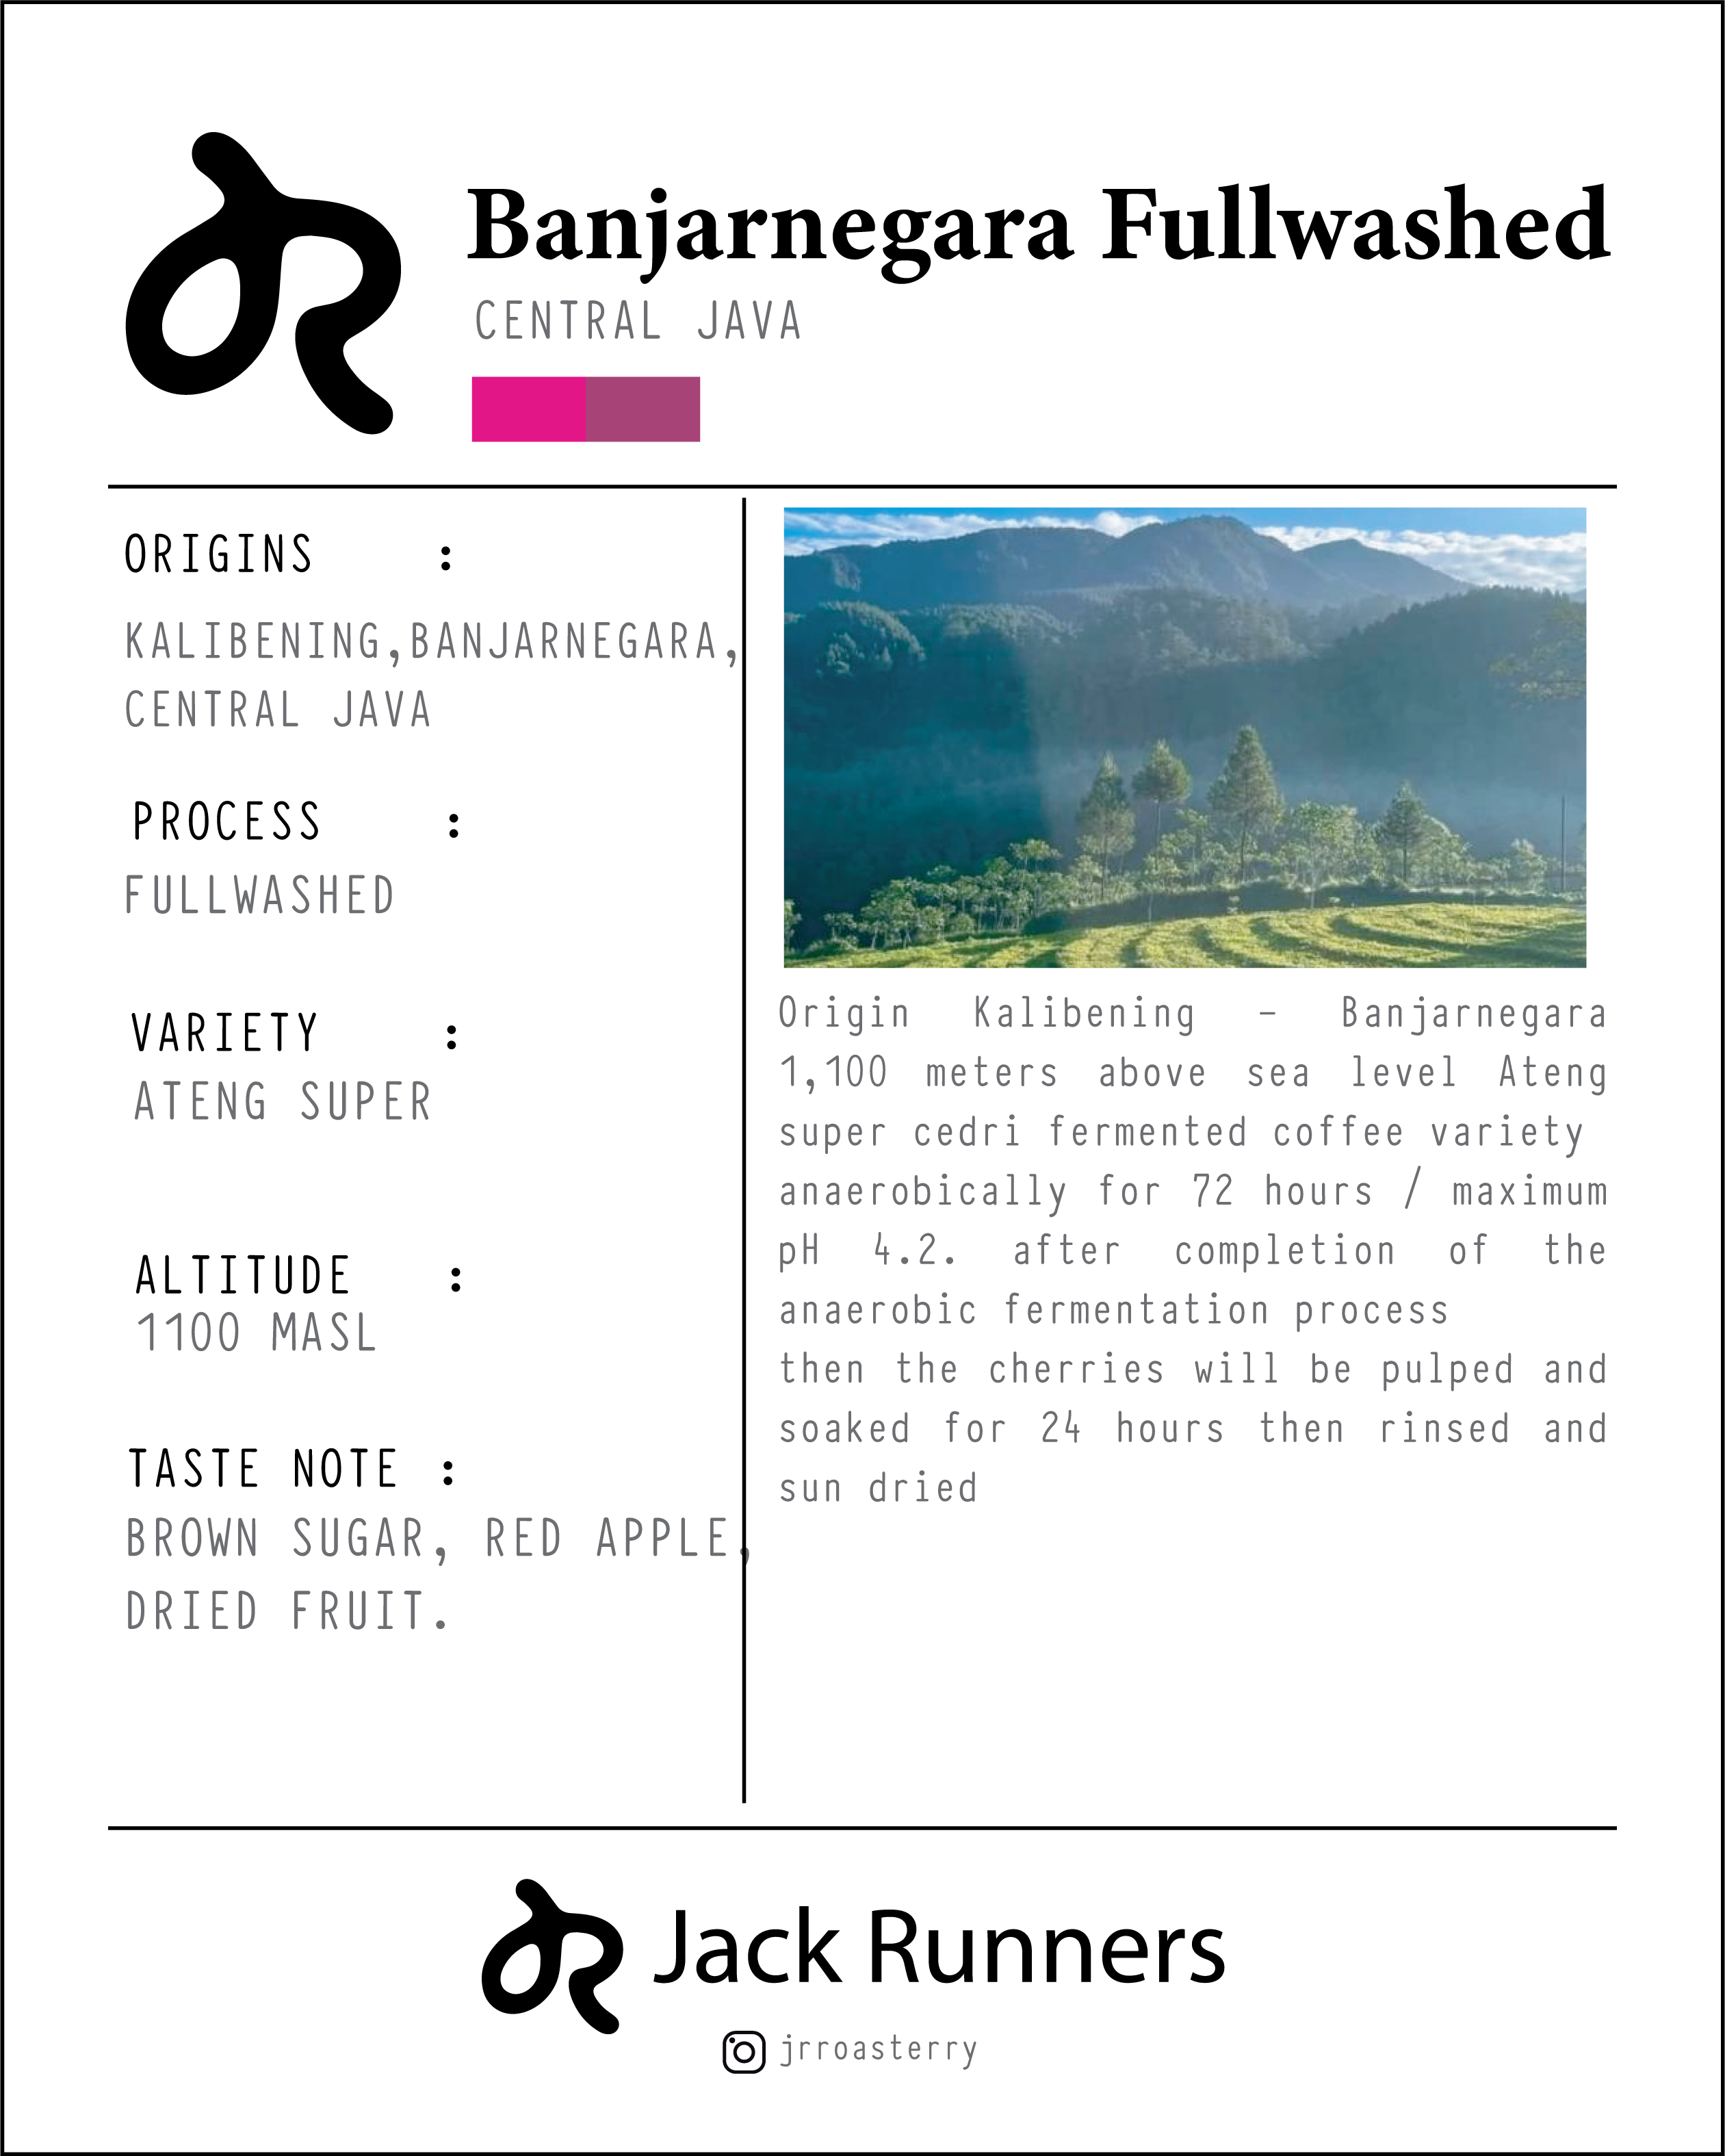 Banjarnegara Fullwashed
CENTRAL JAVA
ORIGINS :
KALIBENING,BANJARNEGARA,
CENTRAL JAVA
PROCESS :
FULLWASHED
VARIETY :
ATENG SUPER
ALTITUDE :
1100 MASL
TASTE NOTE :
BROWN SUGAR, RED APPLE,
DRIED FRUIT.
Origin Kalibening – Banjarnegara
1,100 meters above sea level Ateng
super cedri fermented coffee variety
anaerobically for 72 hours / maximum
pH 4.2. after completion of the
anaerobic fermentation process
then the cherries will be pulped and
soaked for 24 hours then rinsed and
sun dried
Jack Runners
jrroasterry